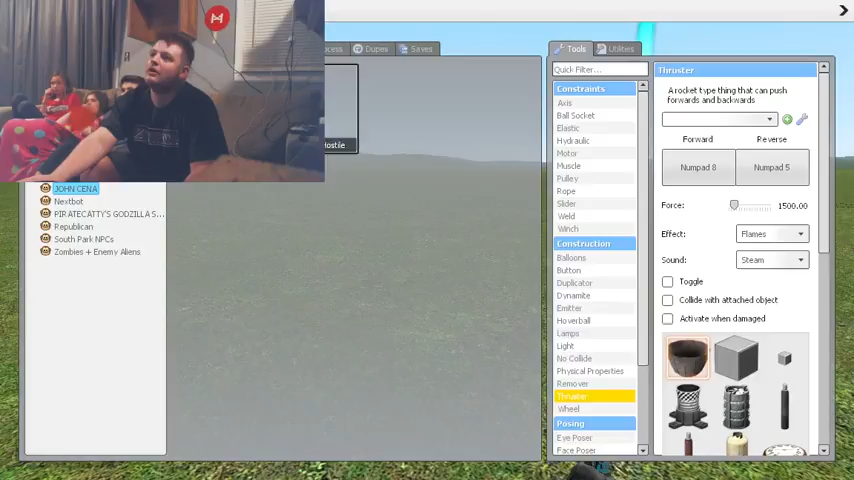 ocess
Dupes
Saves
Tools
Utilities
ostile
JOHN CENA
Nextbot
PIRATECATTY'S GODZILLA S...
Republican
South Park NPCs
Zombies + Enemy Aliens
Quick Filter...
Constraints
Axis
Ball Socket
Elastic
Hydraulic
Motor
Muscle
Pulley
Rope
Slider
Weld
Winch
Construction
Balloons
Button
Duplicator
Dynamite
Emitter
Hoverball
Lamps
Light
No Collide
Physical Properties
Remover
Thruster
Wheel
Posing
Eye Poser
Face Poser
Thruster
A rocket type thing that can push
forwards and backwards
Forward Reverse
Numpad 8 Numpad 5
Force: 1500.00
Effect: Flames
Sound: Steam
Toggle
Collide with attached object
Activate when damaged